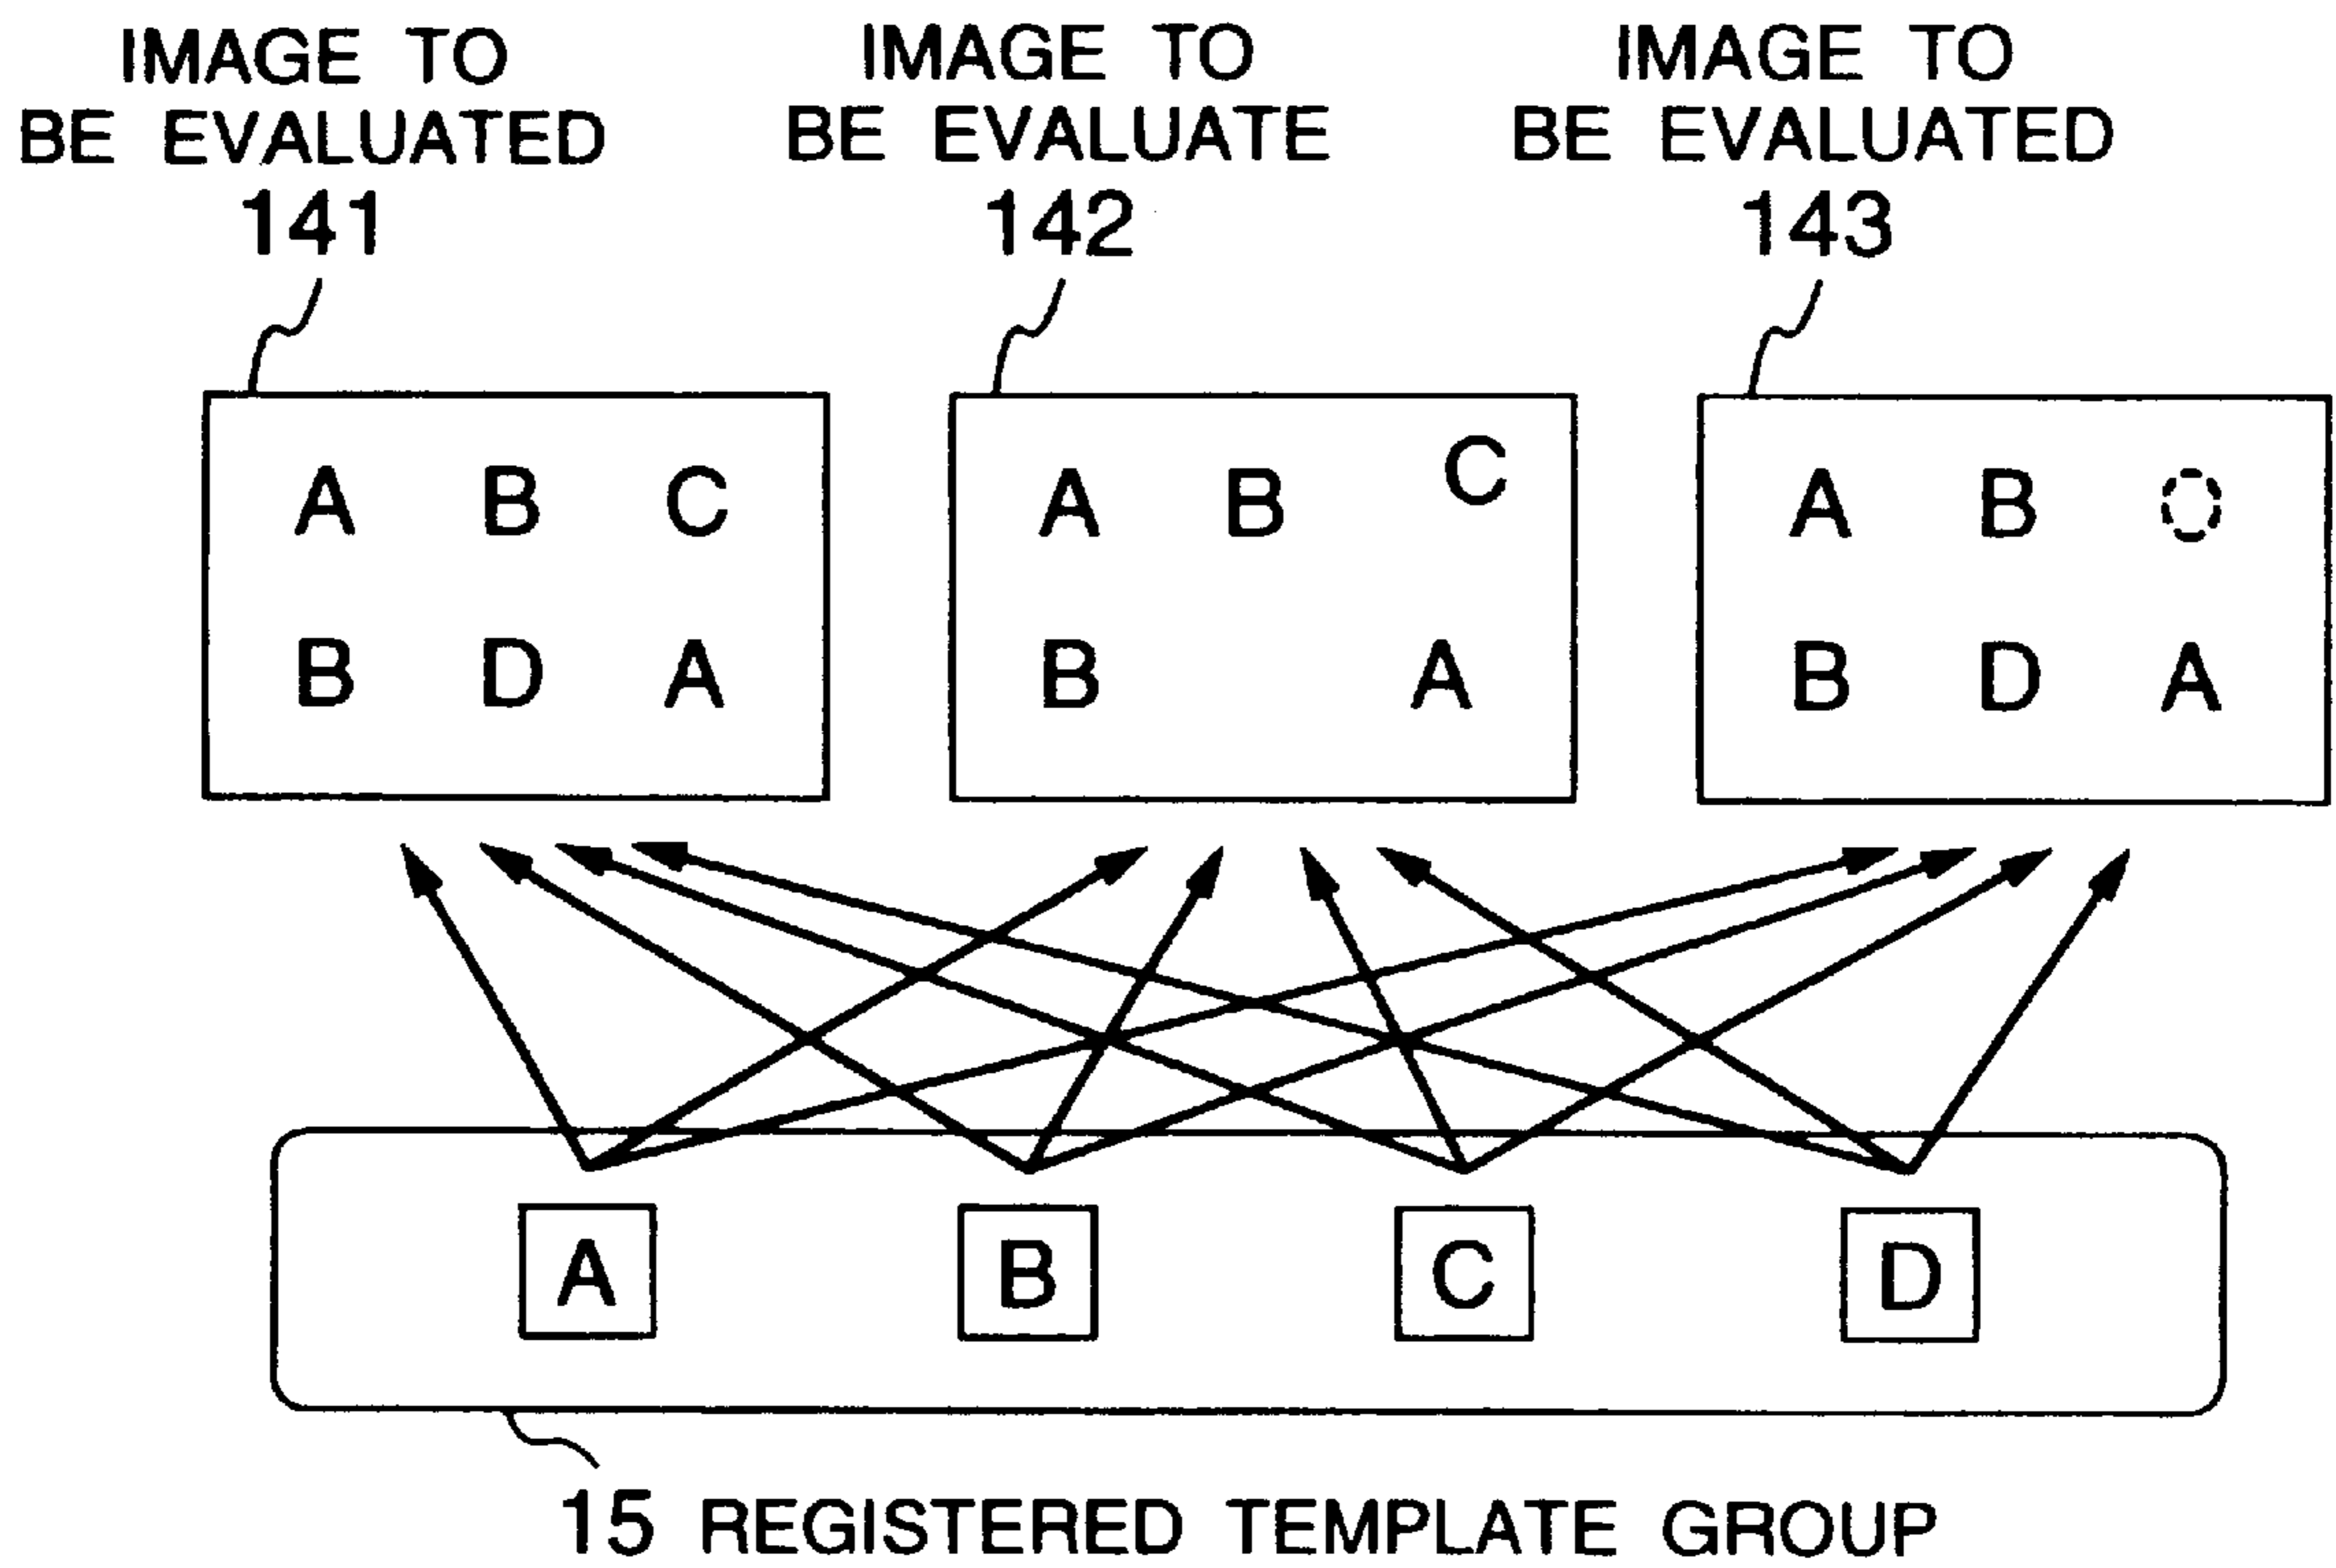 IMAGE TO
BE EVALUATED
141
IMAGE TO
BE EVALUATE
142
IMAGE TO
BE EVALUATED
143
A B C
B D A
A B C
B A
A B
B D A
A B C D
15 REGISTERED TEMPLATE GROUP